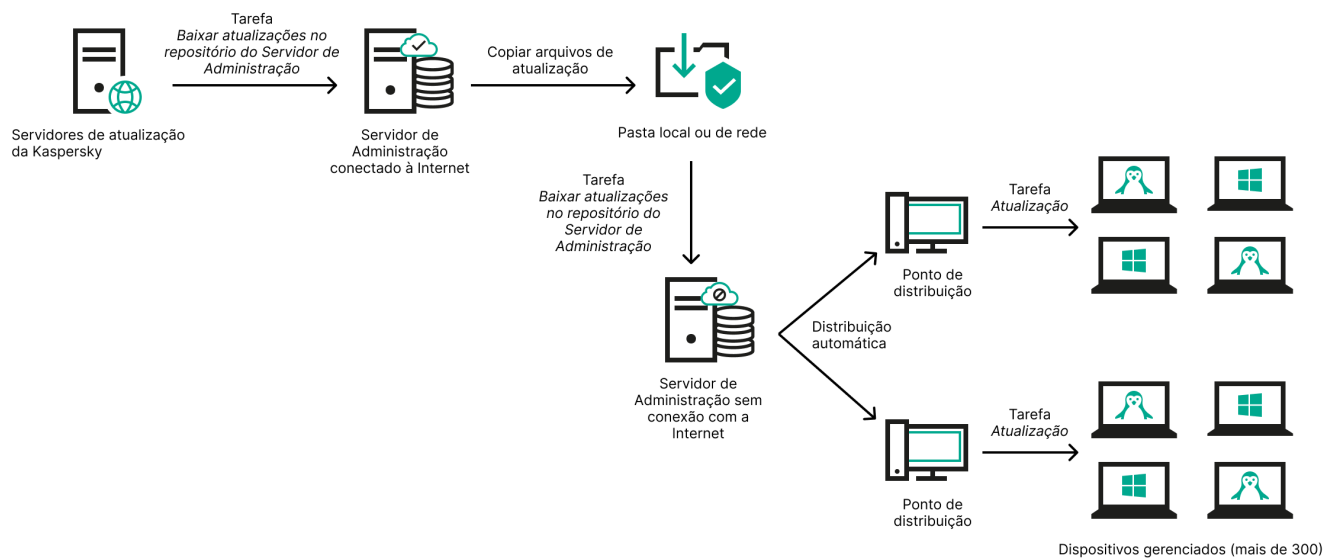 Tarefa
Baixar atualizações no
repositório do Servidor de
Administração
Servidores de atualização
da Kaspersky
Servidor de
Administração
conectado à Internet
Copiar arquivos de
atualização
Pasta local ou de rede
Tarefa
Baixar atualizações
no repositório do
Servidor de
Administração
Servidor de
Administração sem
conexão com a
Internet
Distribuição
automática
Ponto de
distribuição
Tarefa
Atualização
Ponto de
distribuição
Tarefa
Atualização
Dispositivos gerenciados (mais de 300)